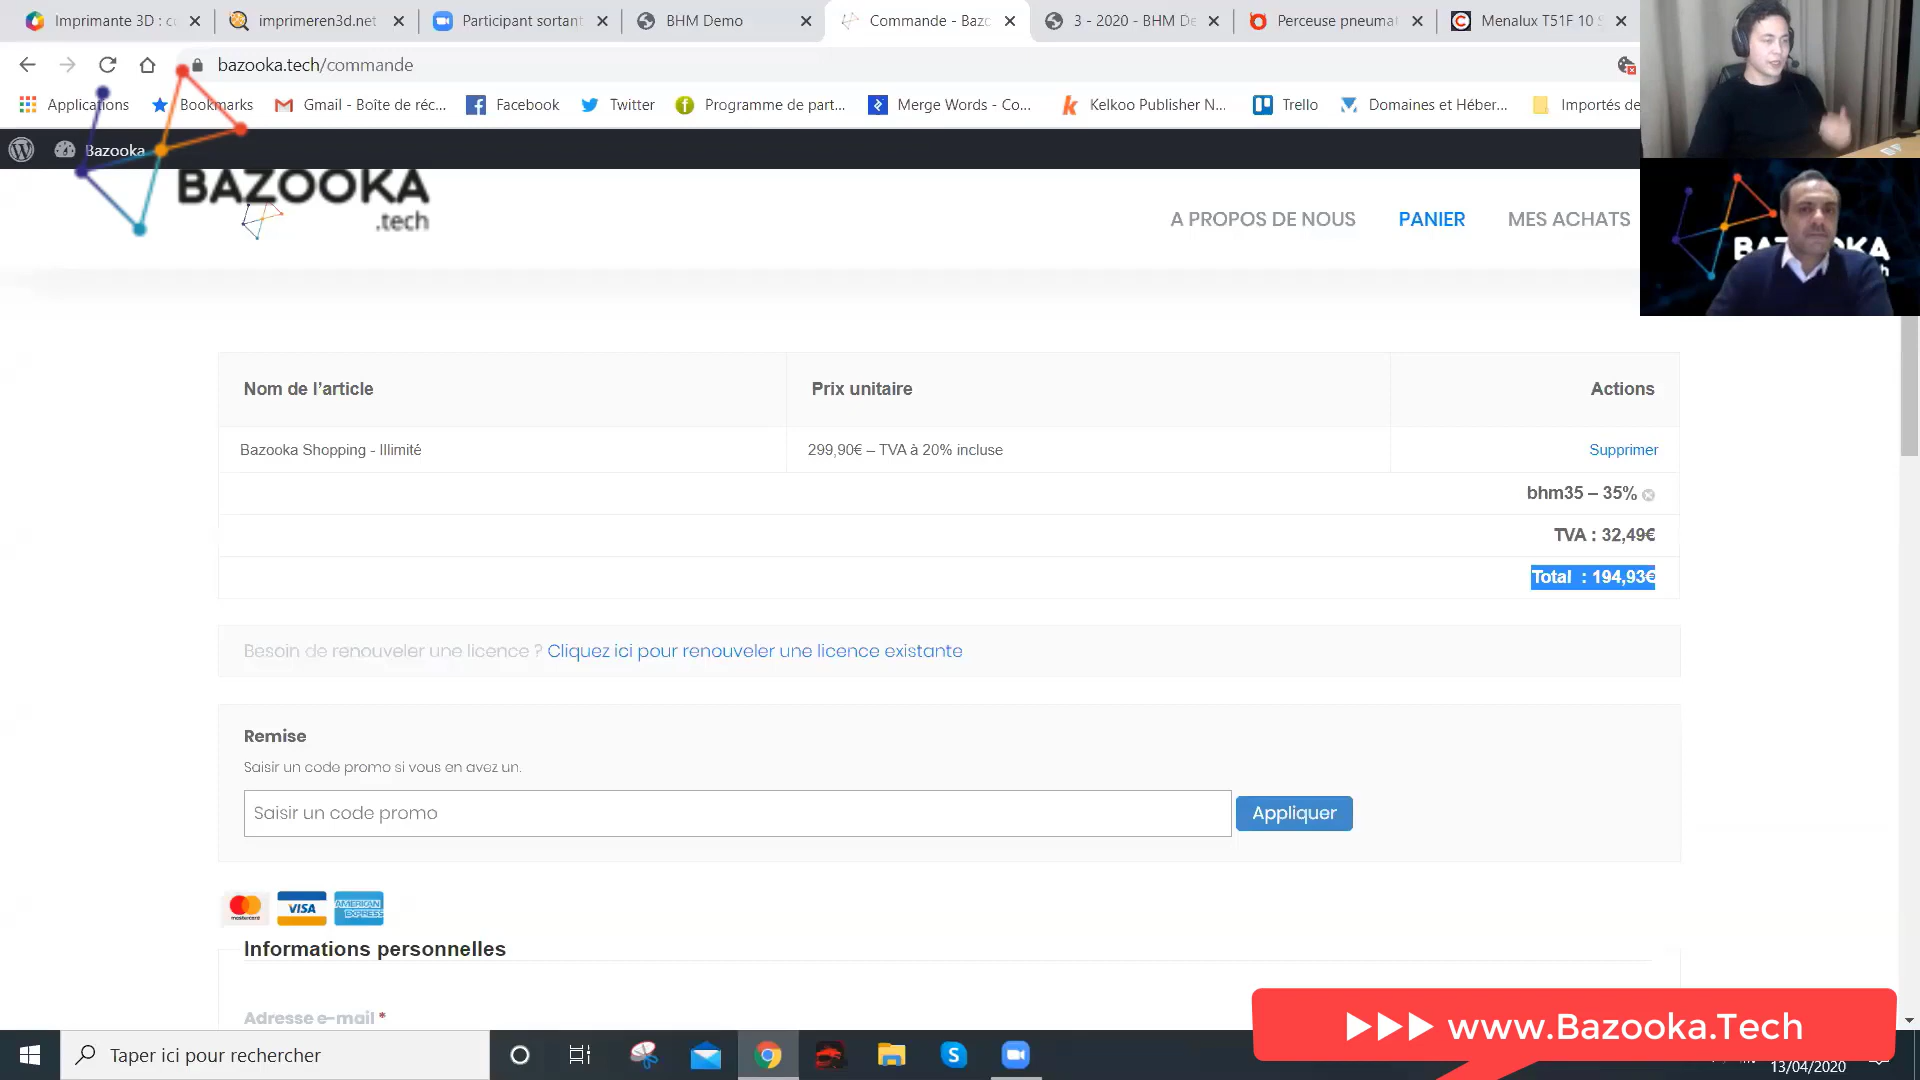 Imprimante 3D : co
imprimeren3d.net
Participant sortant
BHM Demo
Commande - Bazo
3 - 2020 - BHM De
Perceuse pneumat
Menalux T51F 10 S
bazooka.tech/commande
Applications
Bookmarks
Gmail - Boîte de réc...
Facebook
Twitter
Programme de part...
Merge Words - Co...
Kelkoo Publisher N...
Trello
Domaines et Héber...
Importés de
Bazooka
BAZOOKA
.tech
A PROPOS DE NOUS
PANIER
MES ACHATS
Nom de l’article
Prix unitaire
Actions
Bazooka Shopping - Illimité
299,90€ – TVA à 20% incluse
Supprimer
bhm35 – 35%
TVA : 32,49€
Total : 194,93€
Besoin de renouveler une licence ? Cliquez ici pour renouveler une licence existante
Remise
Saisir un code promo si vous en avez un.
Saisir un code promo
Appliquer
mastercard
VISA
AMERICAN
EXPRESS
Informations personnelles
Adresse e-mail *
www.Bazooka.Tech
Taper ici pour rechercher
13/04/2020